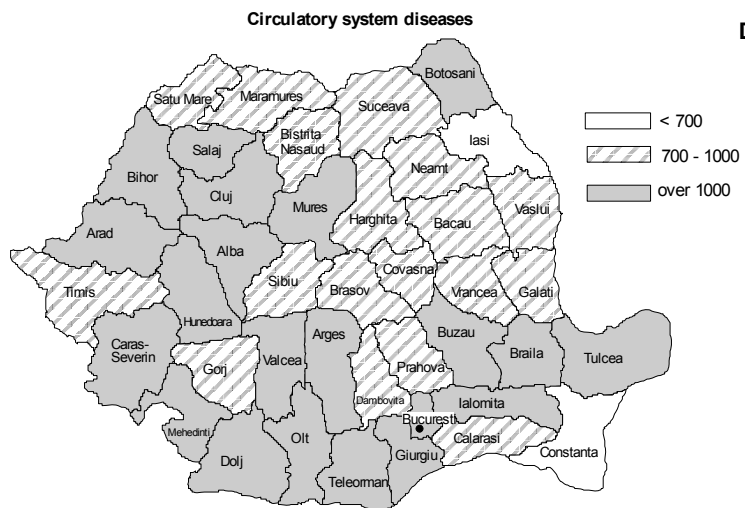 Circulatory system diseases
D
Botosani
Satu Mare
Maramures
Suceava
< 700
Iasi
Bistrita
Nasaud
Salaj
700 - 1000
Neamt
Bihor
Cluj
over 1000
Mures
Vaslui
Harghita
Bacau
Arad
Alba
Covasna
Sibiu
Timis
Brasov
Vrancea
Galati
Hunedoara
Arges
Buzau
Caras-
Severin
Valcea
Braila
Tulcea
Gorj
Prahova
Dambovita
Ialomita
Bucuresti
Mehedinti
Olt
Calarasi
Constanta
Dolj
Giurgiu
Teleorman